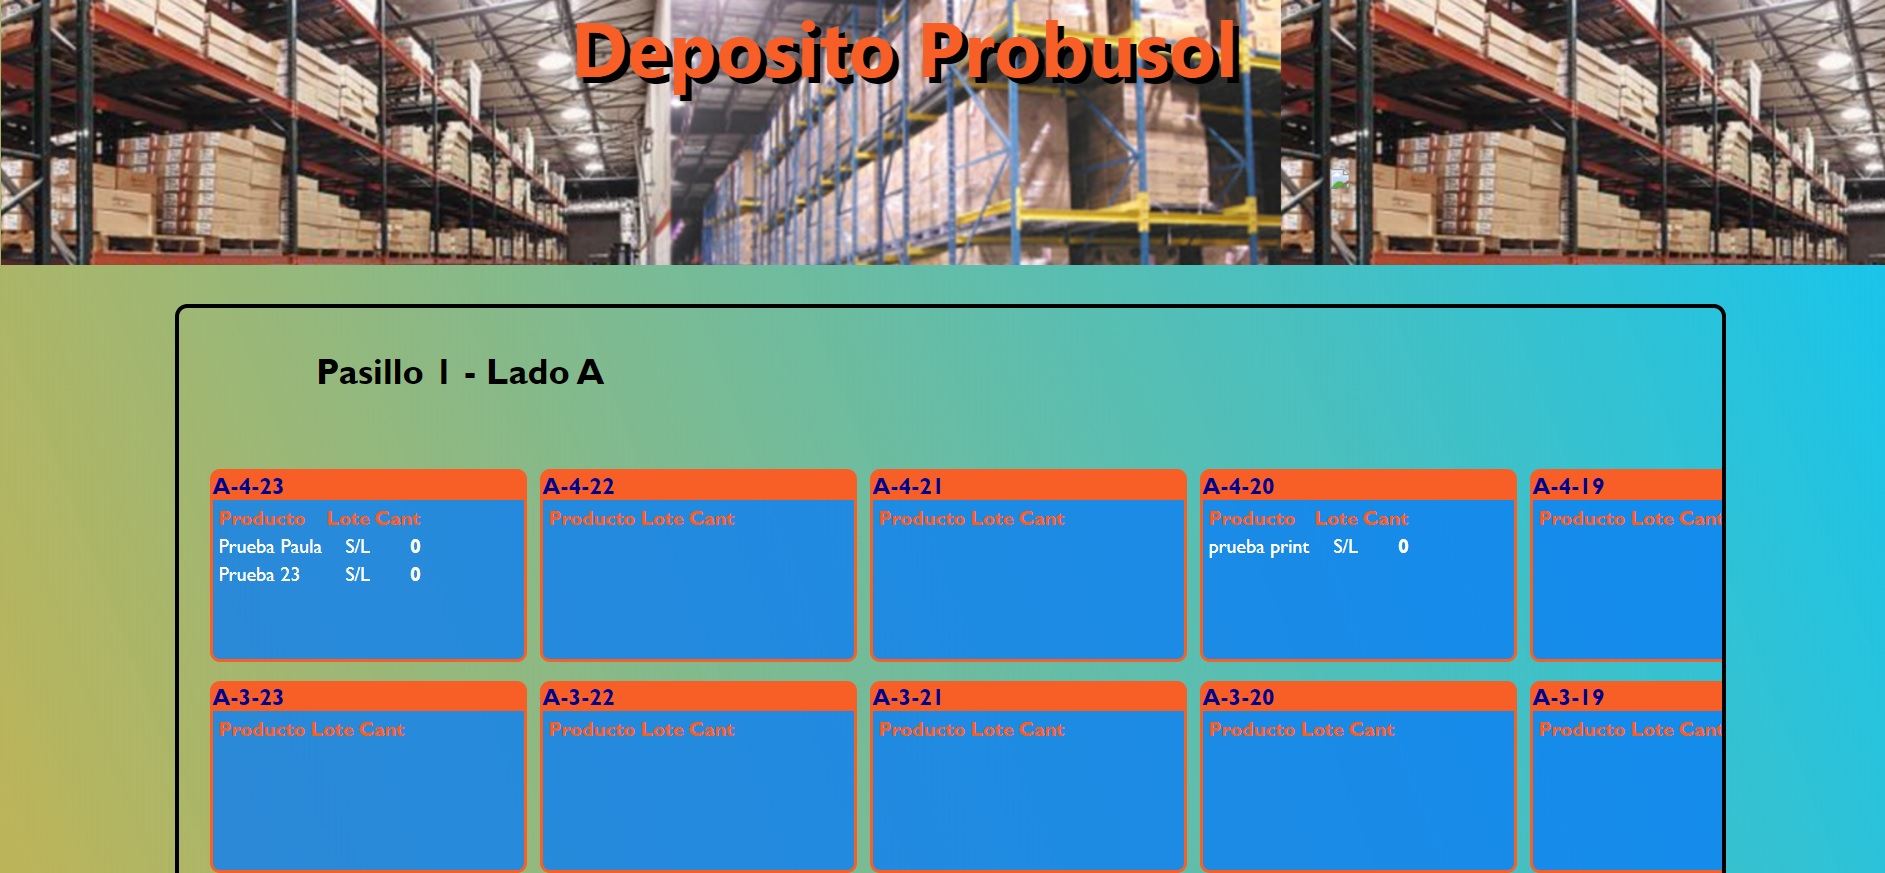 Deposito Probusol
Pasillo 1 - Lado A
A-4-23
Producto Lote Cant
Prueba Paula S/L 0
Prueba 23 S/L 0
A-4-22
Producto Lote Cant
A-4-21
Producto Lote Cant
A-4-20
Producto Lote Cant
prueba print S/L 0
A-4-19
Producto Lote Cant
A-3-23
Producto Lote Cant
A-3-22
Producto Lote Cant
A-3-21
Producto Lote Cant
A-3-20
Producto Lote Cant
A-3-19
Producto Lote Cant